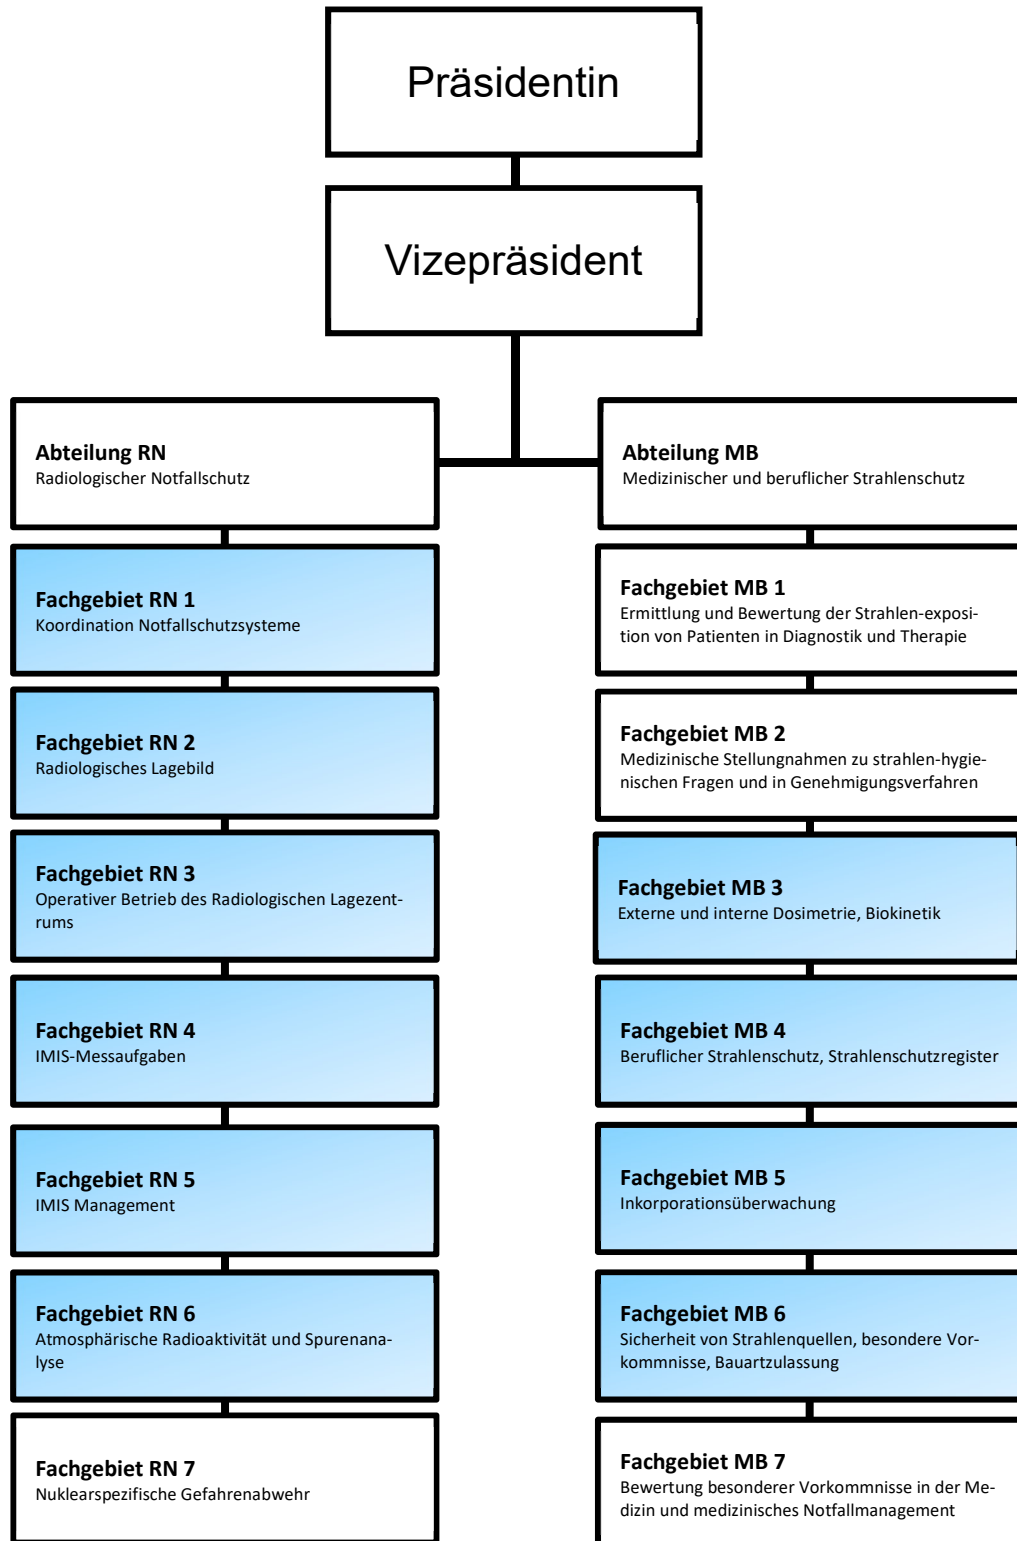 Präsidentin
Vizepräsident
Abteilung RN
Radiologischer Notfallschutz
Fachgebiet RN 1
Koordination Notfallschutzsysteme
Fachgebiet RN 2
Radiologisches Lagebild
Fachgebiet RN 3
Operativer Betrieb des Radiologischen Lagezent-
rums
Fachgebiet RN 4
IMIS-Messaufgaben
Fachgebiet RN 5
IMIS Management
Fachgebiet RN 6
Atmosphärische Radioaktivität und Spurenana-
lyse
Fachgebiet RN 7
Nuklearspezifische Gefahrenabwehr
Abteilung MB
Medizinischer und beruflicher Strahlenschutz
Fachgebiet MB 1
Ermittlung und Bewertung der Strahlen-exposi-
tion von Patienten in Diagnostik und Therapie
Fachgebiet MB 2
Medizinische Stellungnahmen zu strahlen-hygie-
nischen Fragen und in Genehmigungsverfahren
Fachgebiet MB 3
Externe und interne Dosimetrie, Biokinetik
Fachgebiet MB 4
Beruflicher Strahlenschutz, Strahlenschutzregister
Fachgebiet MB 5
Inkorporationsüberwachung
Fachgebiet MB 6
Sicherheit von Strahlenquellen, besondere Vor-
kommnisse, Bauartzulassung
Fachgebiet MB 7
Bewertung besonderer Vorkommnisse in der Me-
dizin und medizinisches Notfallmanagement